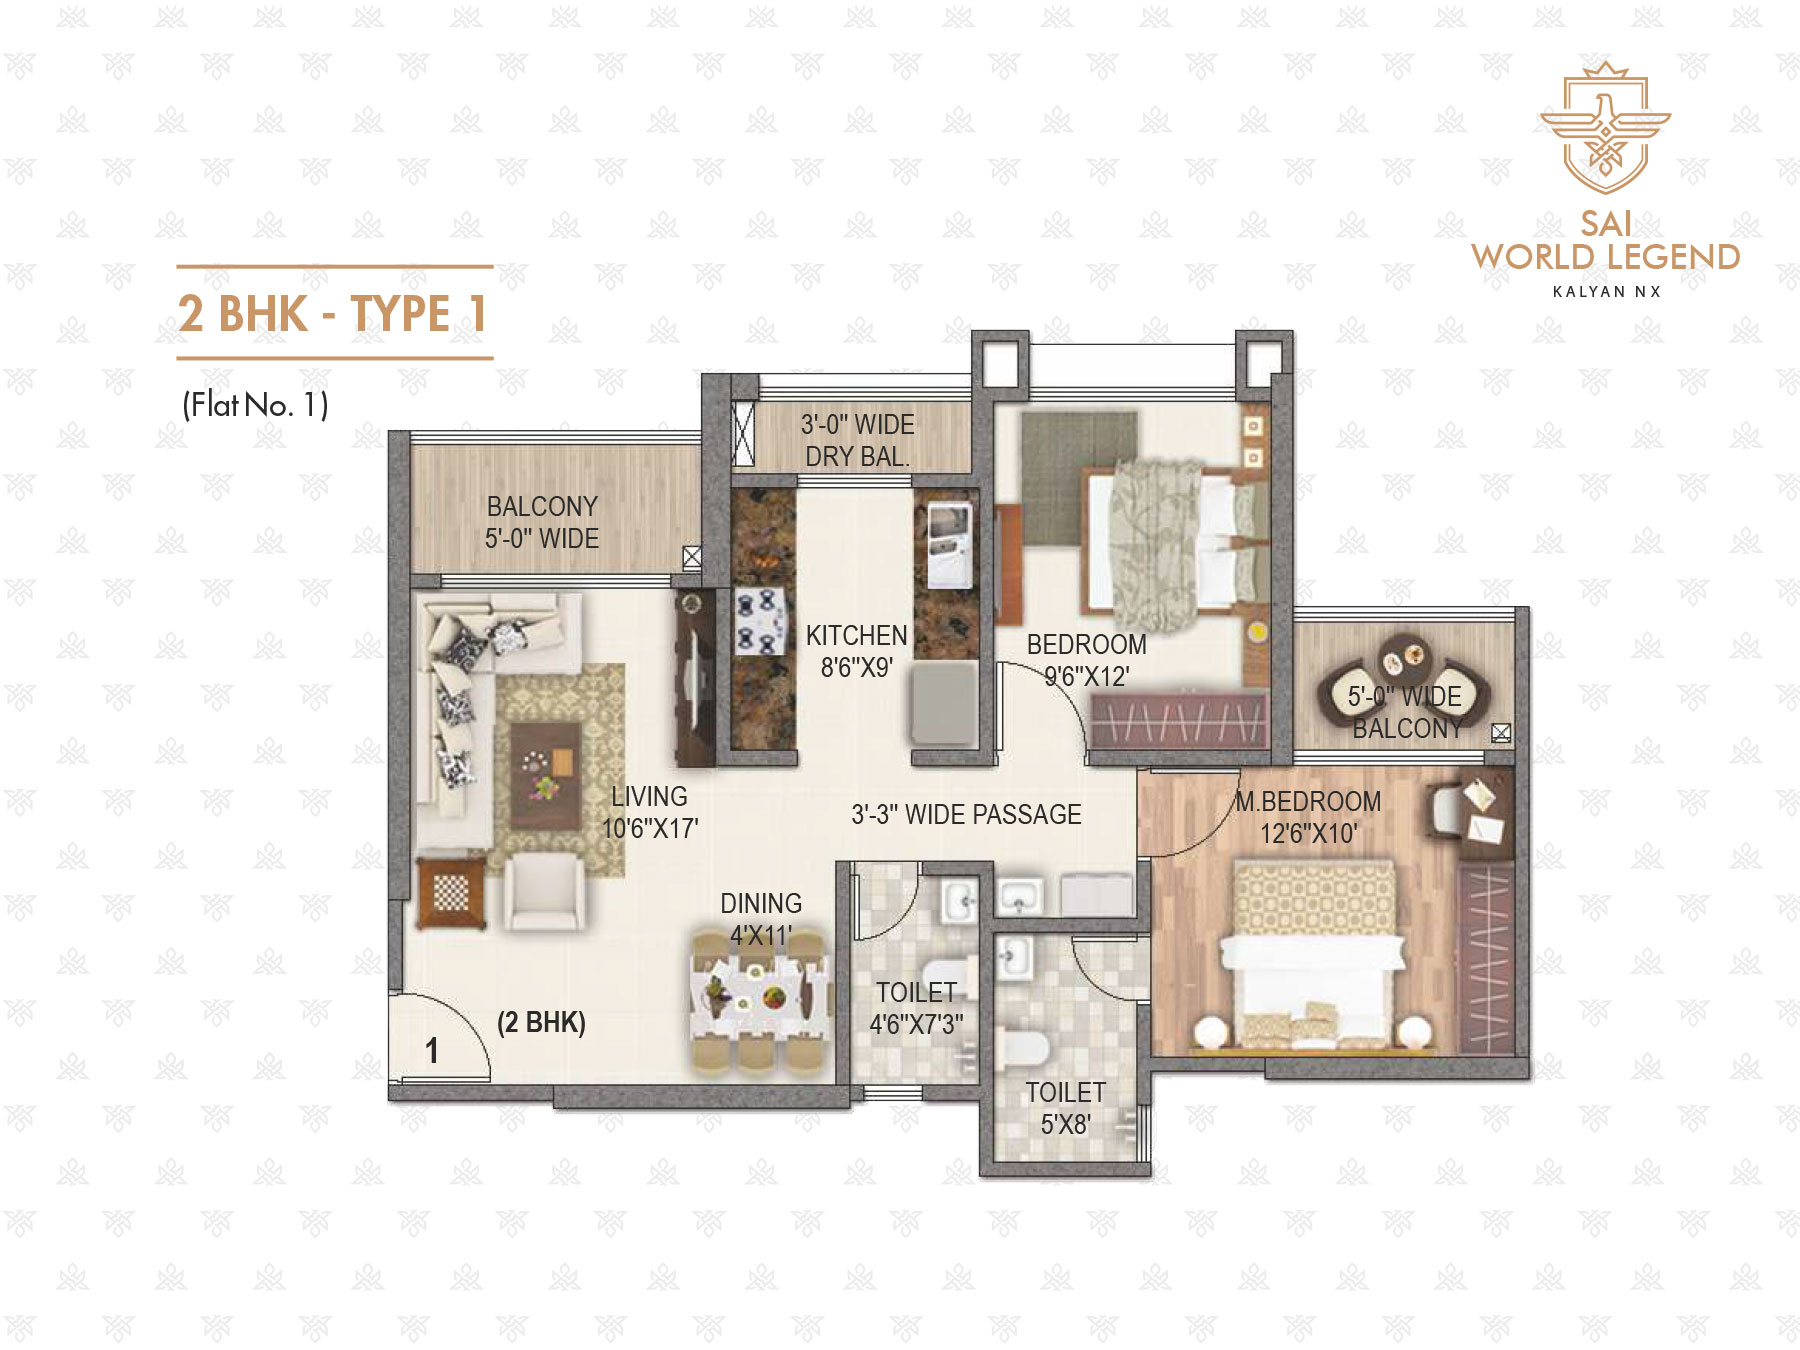 SAI
WORLD LEGEND
KALYAN NX
2 BHK - TYPE 1
(Flat No. 1)
3'-0" WIDE
DRY BAL.
BALCONY
5'-0" WIDE
KITCHEN
8'6"X9'
BEDROOM
9'6"X12'
5'-0" WIDE
BALCONY
LIVING
10'6"X17'
3'-3" WIDE PASSAGE
M.BEDROOM
12'6"X10'
DINING
4'X11'
TOILET
4'6"X7'3"
(2 BHK)
1
TOILET
5'X8'